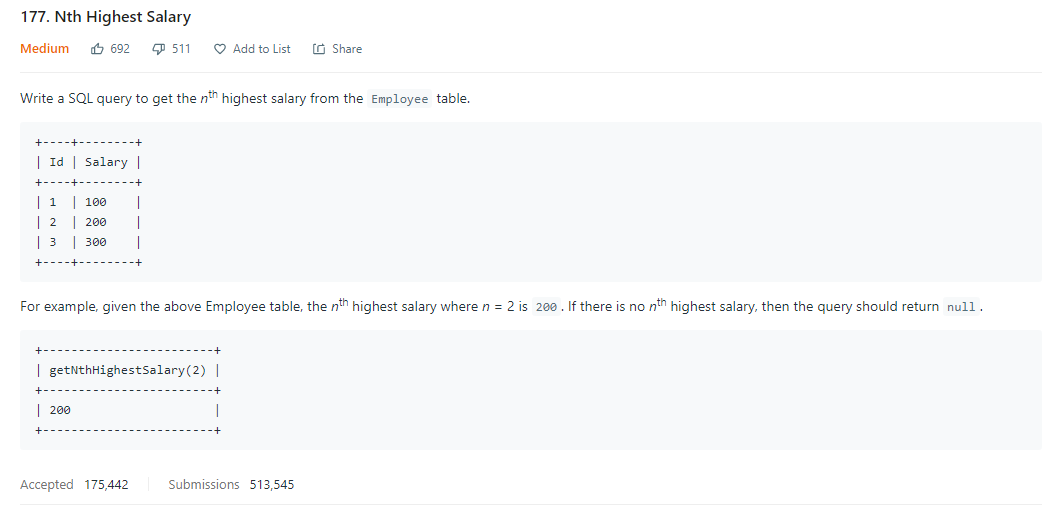 177. Nth Highest Salary
Medium 692 511 Add to List Share
Write a SQL query to get the nth highest salary from the Employee table.
+----+--------+
| Id | Salary |
+----+--------+
| 1  | 100    |
| 2  | 200    |
| 3  | 300    |
+----+--------+
For example, given the above Employee table, the nth highest salary where n = 2 is 200. If there is no nth highest salary, then the query should return null.
+------------------------+
| getNthHighestSalary(2) |
+------------------------+
| 200                    |
+------------------------+
Accepted 175,442 Submissions 513,545